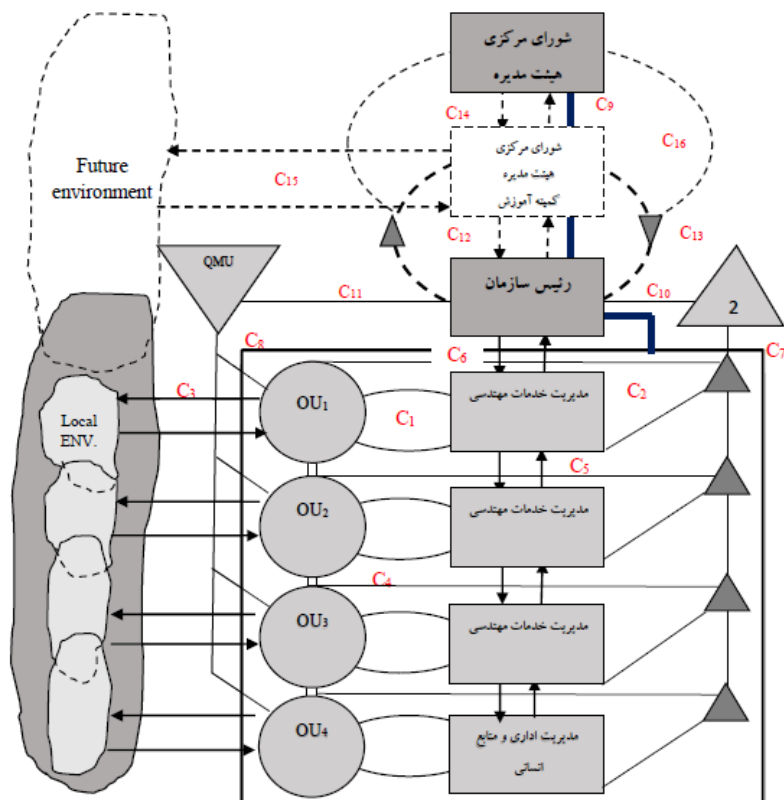 شورای مرکزی
هیئت مدیره
C14
C9
C16
شورای مرکزی
هیئت مدیره
کمیته آموزش
Future
environment
C15
C12
C13
QMU
رئیس سازمان
C11
C10
2
C8
C6
C7
C3
Local
ENV.
OU1
C1
مدیریت خدمات مهندسی
C2
C5
OU2
مدیریت خدمات مهندسی
C4
OU3
مدیریت خدمات مهندسی
OU4
مدیریت اداری و منابع
انسانی